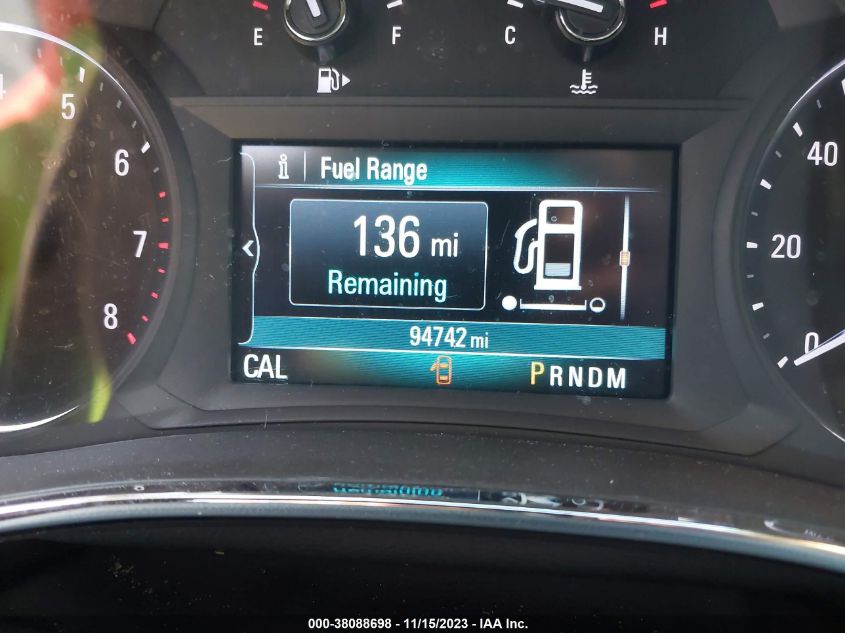 E F C H
4
5
6
7
8
i Fuel Range
136 mi
Remaining
94742 mi
CAL PRNDM
40
20
0
000-38088698 - 11/15/2023 - IAA Inc.